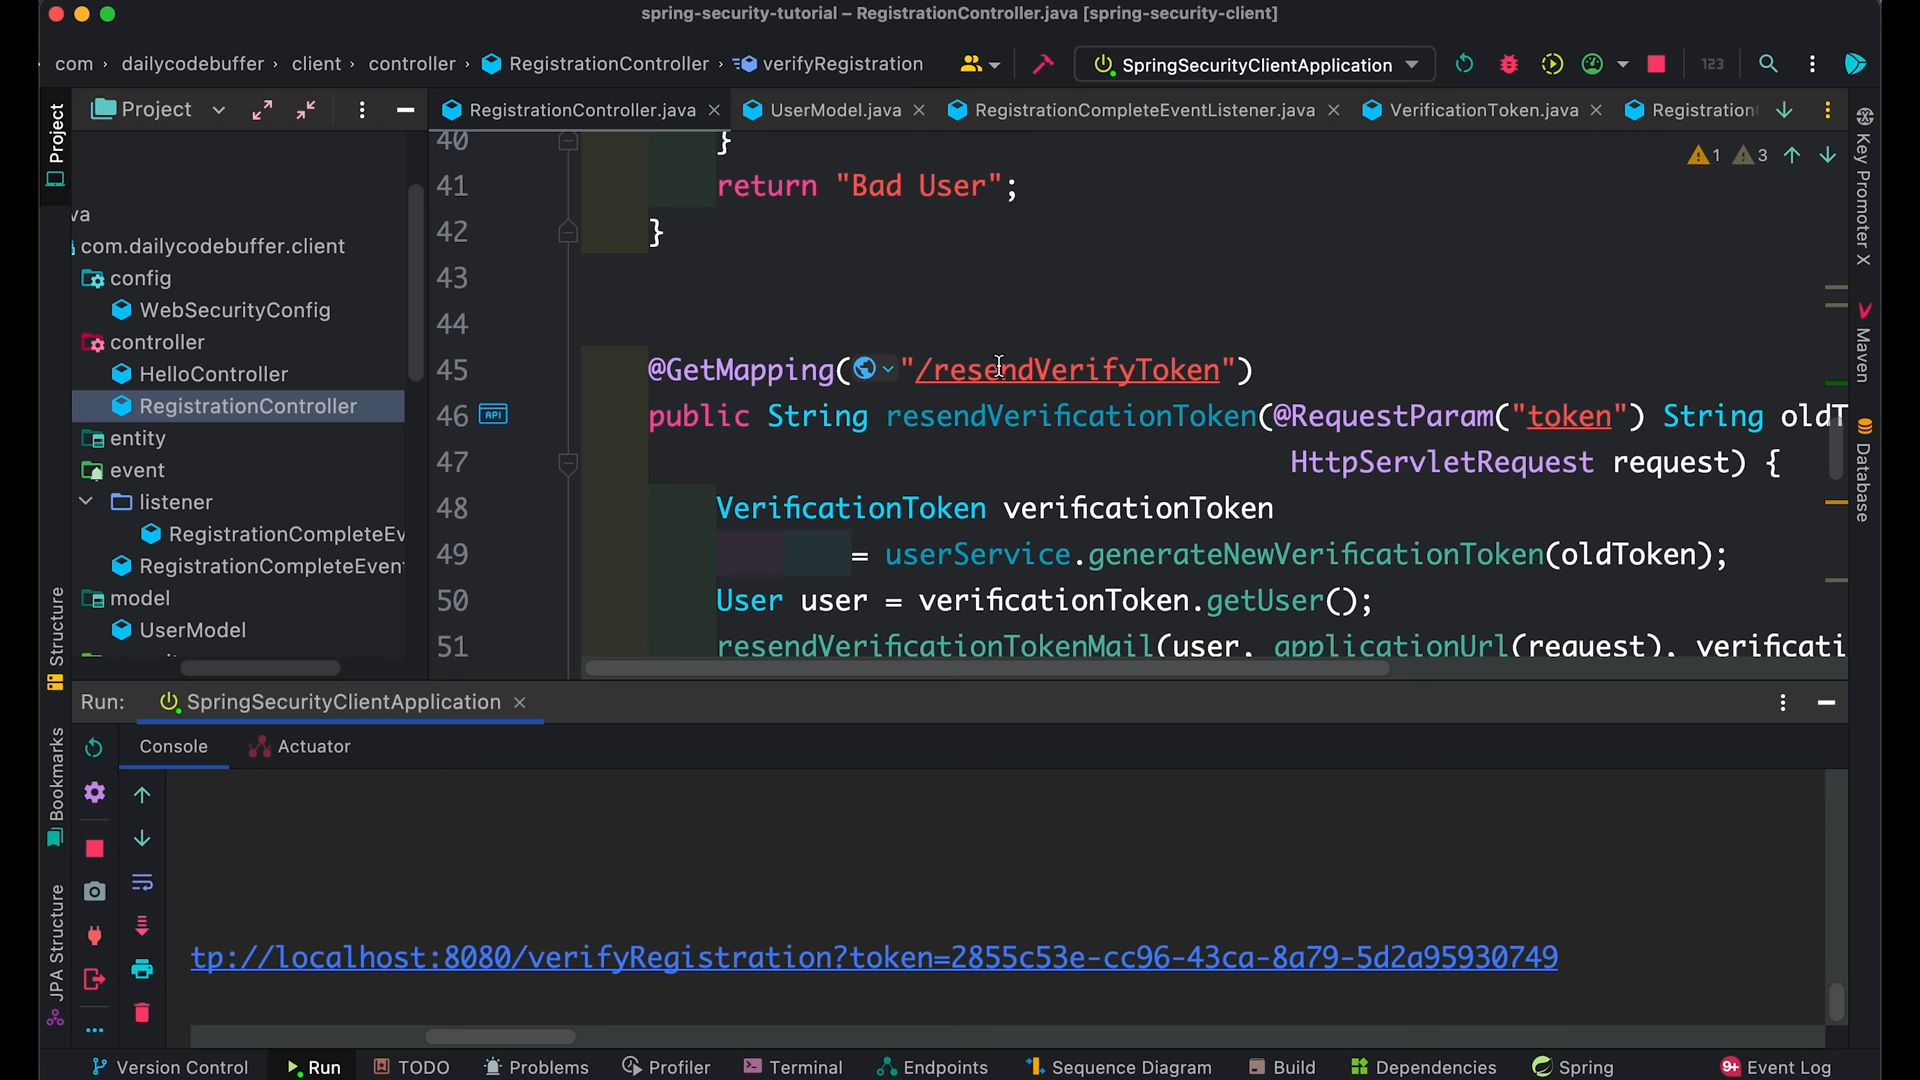 spring-security-tutorial – RegistrationController.java [spring-security-client]
com › dailycodebuffer › client › controller › RegistrationController › verifyRegistration
SpringSecurityClientApplication
123
Project
RegistrationController.java
UserModel.java
RegistrationCompleteEventListener.java
VerificationToken.java
Registration
1
3
Project
Structure
Bookmarks
JPA Structure
Key Promoter X
Maven
Database
va
com.dailycodebuffer.client
config
WebSecurityConfig
controller
HelloController
RegistrationController
entity
event
listener
RegistrationCompleteEv
RegistrationCompleteEven
model
UserModel
40 }
41 return "Bad User";
42 }
43
44
45 @GetMapping("/resendVerifyToken")
46 API public String resendVerificationToken(@RequestParam("token") String oldT
47 HttpServletRequest request) {
48 VerificationToken verificationToken
49 = userService.generateNewVerificationToken(oldToken);
50 User user = verificationToken.getUser();
51 resendVerificationTokenMail(user, applicationUrl(request), verificati
Run: SpringSecurityClientApplication
Console
Actuator
tp://localhost:8080/verifyRegistration?token=2855c53e-cc96-43ca-8a79-5d2a95930749
Version Control
Run
TODO
Problems
Profiler
Terminal
Endpoints
Sequence Diagram
Build
Dependencies
Spring
9+ Event Log